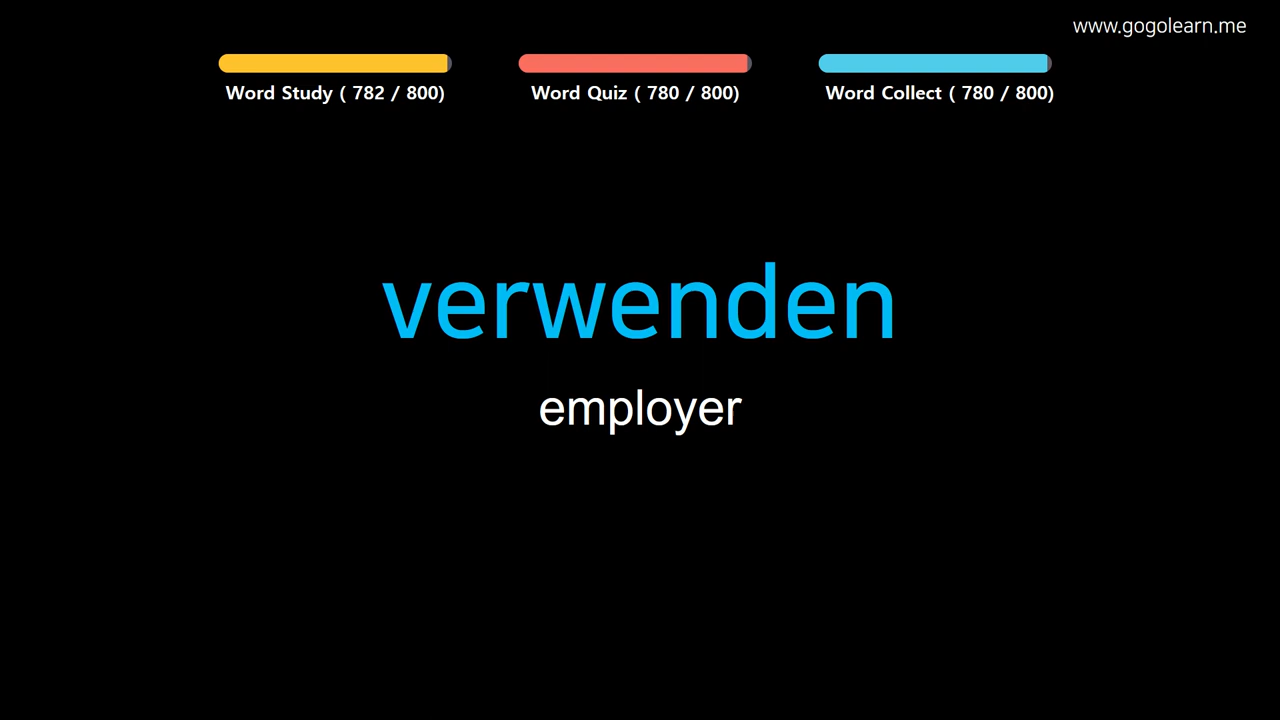 www.gogolearn.me
Word Study ( 782 / 800)
Word Quiz ( 780 / 800)
Word Collect ( 780 / 800)
verwenden
employer